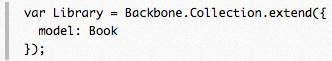 var Library = Backbone.Collection.extend({
  model: Book
});